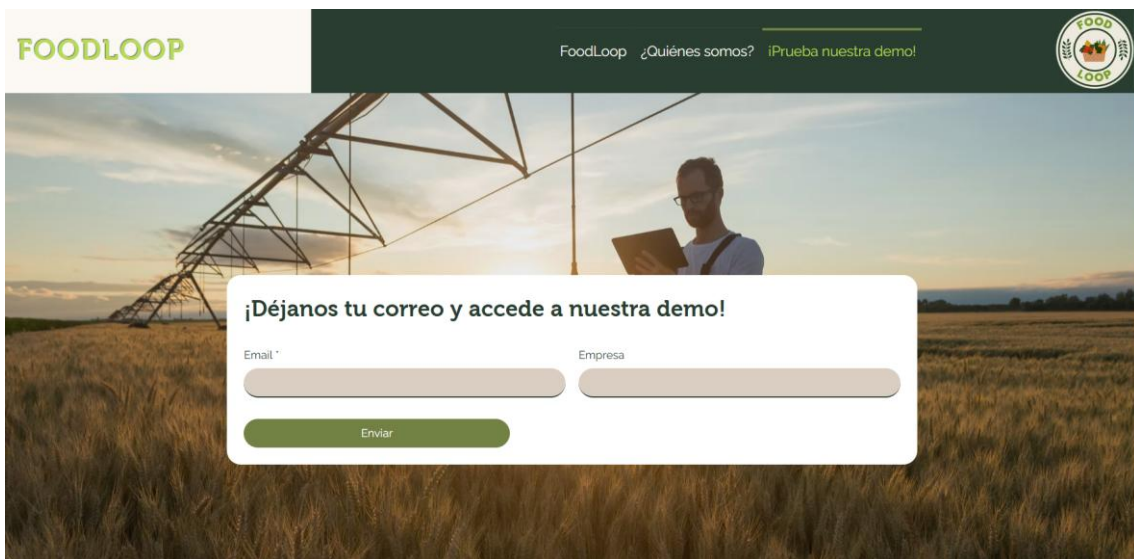 FOODLOOP
FoodLoop ¿Quiénes somos? ¡Prueba nuestra demo!
FOOD
LOOP
¡Déjanos tu correo y accede a nuestra demo!
Email * Empresa
Enviar